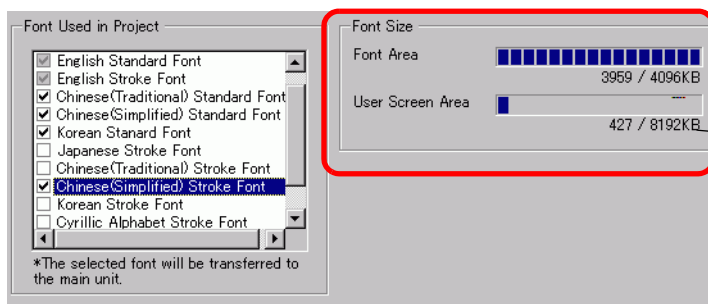 Font Used in Project
English Standard Font
English Stroke Font
Chinese(Traditional) Standard Font
Chinese(Simplified) Standard Font
Korean Stanard Font
Japanese Stroke Font
Chinese(Traditional) Stroke Font
Chinese(Simplified) Stroke Font
Korean Stroke Font
Cyrillic Alphabet Stroke Font
*The selected font will be transferred to
the main unit.
Font Size
Font Area
3959 / 4096KB
User Screen Area
427 / 8192KB